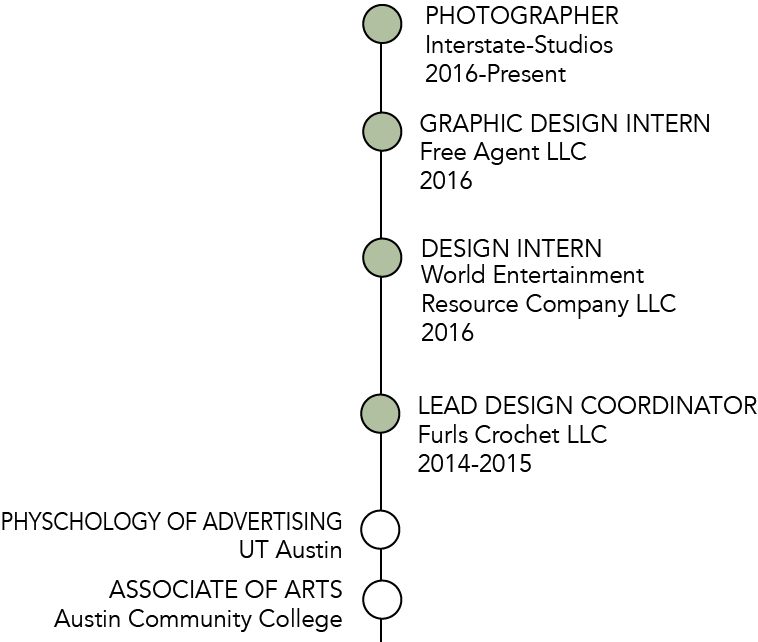 PHOTOGRAPHER
Interstate-Studios
2016-Present
GRAPHIC DESIGN INTERN
Free Agent LLC
2016
DESIGN INTERN
World Entertainment
Resource Company LLC
2016
LEAD DESIGN COORDINATOR
Furls Crochet LLC
2014-2015
PHYSCHOLOGY OF ADVERTISING
UT Austin
ASSOCIATE OF ARTS
Austin Community College